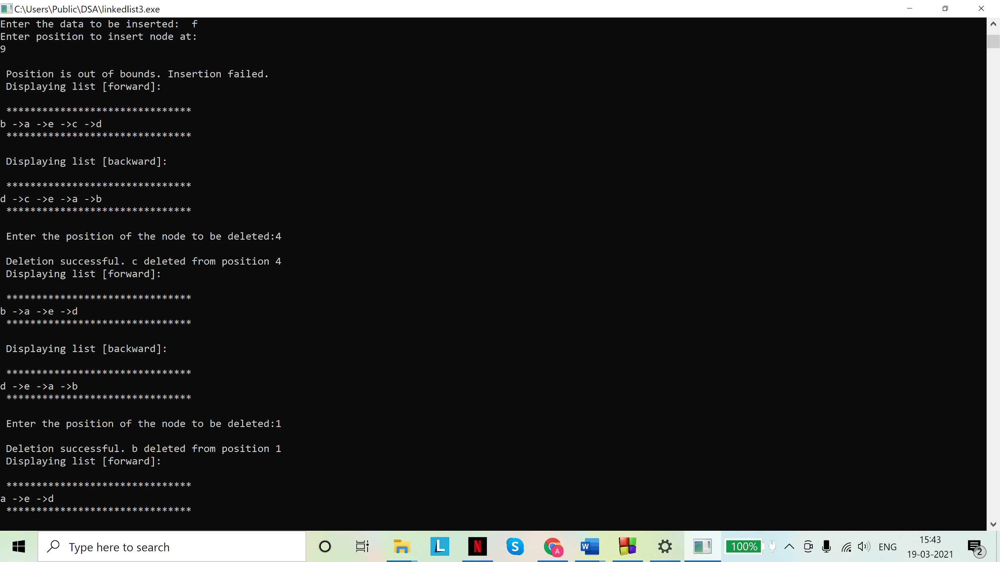 C:\Users\Public\DSA\linkedlist3.exe
Enter the data to be inserted:  f
Enter position to insert node at:
9
 Position is out of bounds. Insertion failed.
 Displaying list [forward]:
 *******************************
b ->a ->e ->c ->d
 *******************************
 Displaying list [backward]:
 *******************************
d ->c ->e ->a ->b
 *******************************
 Enter the position of the node to be deleted:4
 Deletion successful. c deleted from position 4
 Displaying list [forward]:
 *******************************
b ->a ->e ->d
 *******************************
 Displaying list [backward]:
 *******************************
d ->e ->a ->b
 *******************************
 Enter the position of the node to be deleted:1
 Deletion successful. b deleted from position 1
 Displaying list [forward]:
 *******************************
a ->e ->d
 *******************************
Type here to search
L
N
S
A
W
100%
ENG
15:43
19-03-2021
2